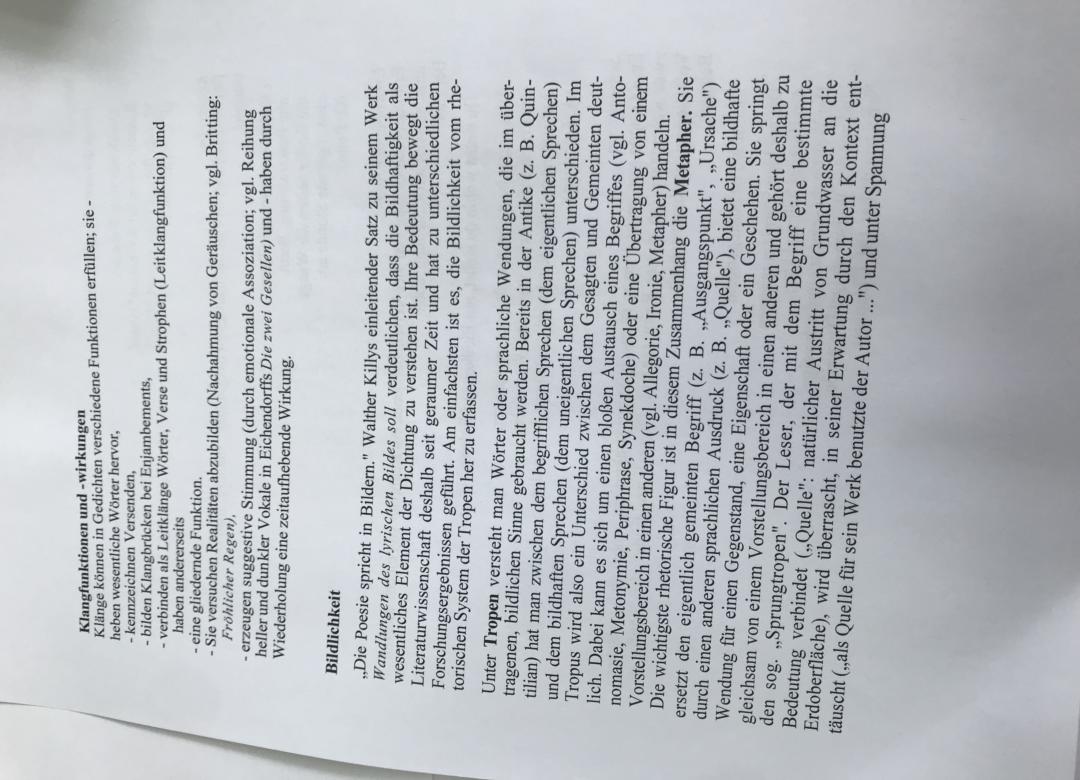 Klangfunktionen und -wirkungen
Klänge können in Gedichten verschiedene Funktionen erfüllen; sie -
heben wesentliche Wörter hervor,
- kennzeichnen Versenden,
- bilden Klangbrücken bei Enjambements,
- verbinden als Leitklänge Wörter, Verse und Strophen (Leitklangfunktion) und
haben andererseits
- eine gliedernde Funktion.
- Sie versuchen Realitäten abzubilden (Nachahmung von Geräuschen; vgl. Britting:
Fröhlicher Regen),
- erzeugen suggestive Stimmung (durch emotionale Assoziation; vgl. Reihung
heller und dunkler Vokale in Eichendorffs Die zwei Gesellen) und - haben durch
Wiederholung eine zeitaufhebende Wirkung.
Bildlichkeit
„Die Poesie spricht in Bildern." Walther Killys einleitender Satz zu seinem Werk
Wandlungen des lyrischen Bildes soll verdeutlichen, dass die Bildhaftigkeit als
wesentliches Element der Dichtung zu verstehen ist. Ihre Bedeutung bewegt die
Literaturwissenschaft deshalb seit geraumer Zeit und hat zu unterschiedlichen
Forschungsergebnissen geführt. Am einfachsten ist es, die Bildlichkeit vom rhe-
torischen System der Tropen her zu erfassen.
Unter Tropen versteht man Wörter oder sprachliche Wendungen, die im über-
tragenen, bildlichen Sinne gebraucht werden. Bereits in der Antike (z. B. Quin-
tilian) hat man zwischen dem begrifflichen Sprechen (dem eigentlichen Sprechen)
und dem bildhaften Sprechen (dem uneigentlichen Sprechen) unterschieden. Im
Tropus wird also ein Unterschied zwischen dem Gesagten und Gemeinten deut-
lich. Dabei kann es sich um einen bloßen Austausch eines Begriffes (vgl. Anto-
nomasie, Metonymie, Periphrase, Synekdoche) oder eine Übertragung von einem
Vorstellungsbereich in einen anderen (vgl. Allegorie, Ironie, Metapher) handeln.
Die wichtigste rhetorische Figur ist in diesem Zusammenhang die Metapher. Sie
ersetzt den eigentlich gemeinten Begriff (z. B. „Ausgangspunkt", „Ursache")
durch einen anderen sprachlichen Ausdruck (z. B. „Quelle"), bietet eine bildhafte
Wendung für einen Gegenstand, eine Eigenschaft oder ein Geschehen. Sie springt
gleichsam von einem Vorstellungsbereich in einen anderen und gehört deshalb zu
den sog. „Sprungtropen". Der Leser, der mit dem Begriff eine bestimmte
Bedeutung verbindet („Quelle": natürlicher Austritt von Grundwasser an die
Erdoberfläche), wird überrascht, in seiner Erwartung durch den Kontext ent-
täuscht („als Quelle für sein Werk benutzte der Autor ...") und unter Spannung